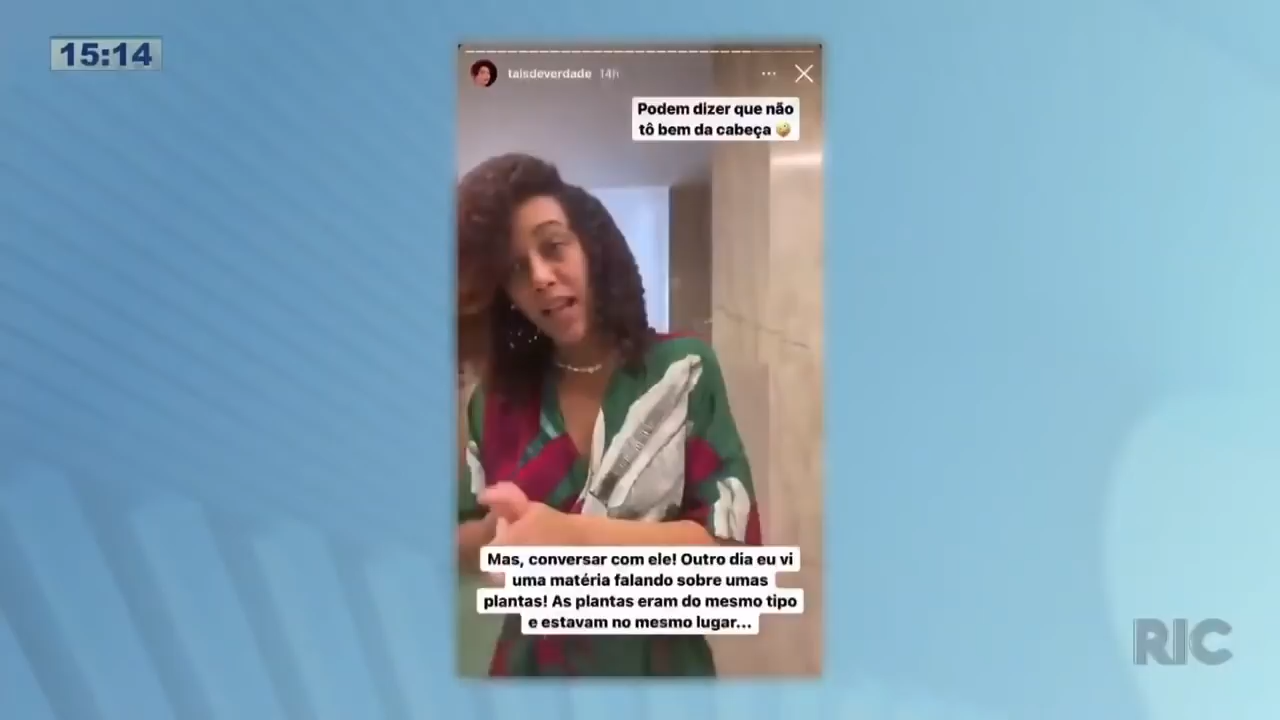 15:14
taisdeverdade 14h
Podem dizer que não
tô bem da cabeça 🤪
Mas, conversar com ele! Outro dia eu vi
uma matéria falando sobre umas
plantas! As plantas eram do mesmo tipo
e estavam no mesmo lugar...
RIC